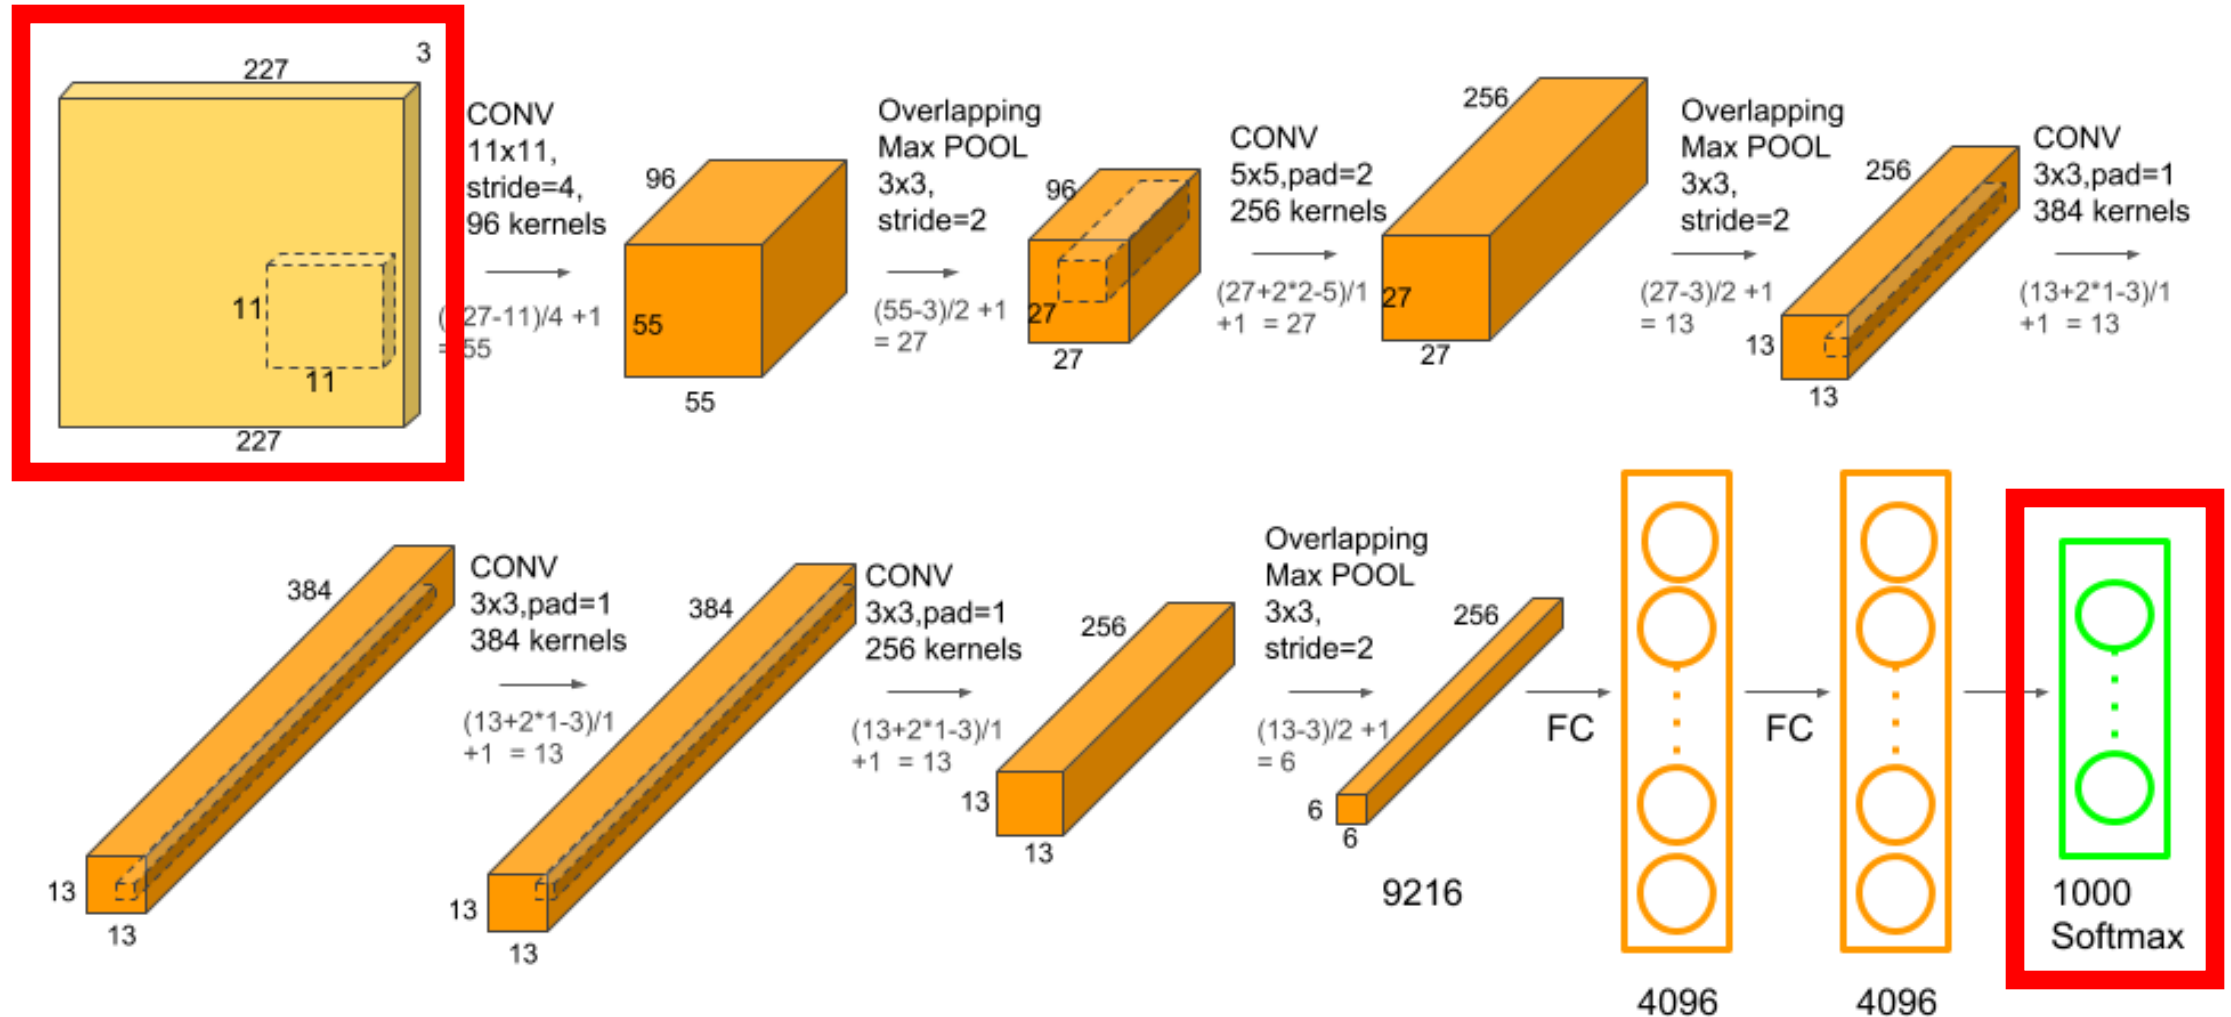 227
3
11
11
227
CONV
11x11,
stride=4,
96 kernels
27-11)/4 +1
55
96
55
55
Overlapping
Max POOL
3x3,
stride=2
(55-3)/2 +1
= 27
96
27
27
CONV
5x5,pad=2
256 kernels
(27+2*2-5)/1
+1 = 27
256
27
27
Overlapping
Max POOL
3x3,
stride=2
(27-3)/2 +1
= 13
256
13
13
CONV
3x3,pad=1
384 kernels
(13+2*1-3)/1
+1 = 13
384
13
13
CONV
3x3,pad=1
384 kernels
(13+2*1-3)/1
+1 = 13
384
13
13
CONV
3x3,pad=1
256 kernels
(13+2*1-3)/1
+1 = 13
256
13
13
Overlapping
Max POOL
3x3,
stride=2
(13-3)/2 +1
= 6
256
6
6
9216
FC
4096
FC
4096
1000
Softmax